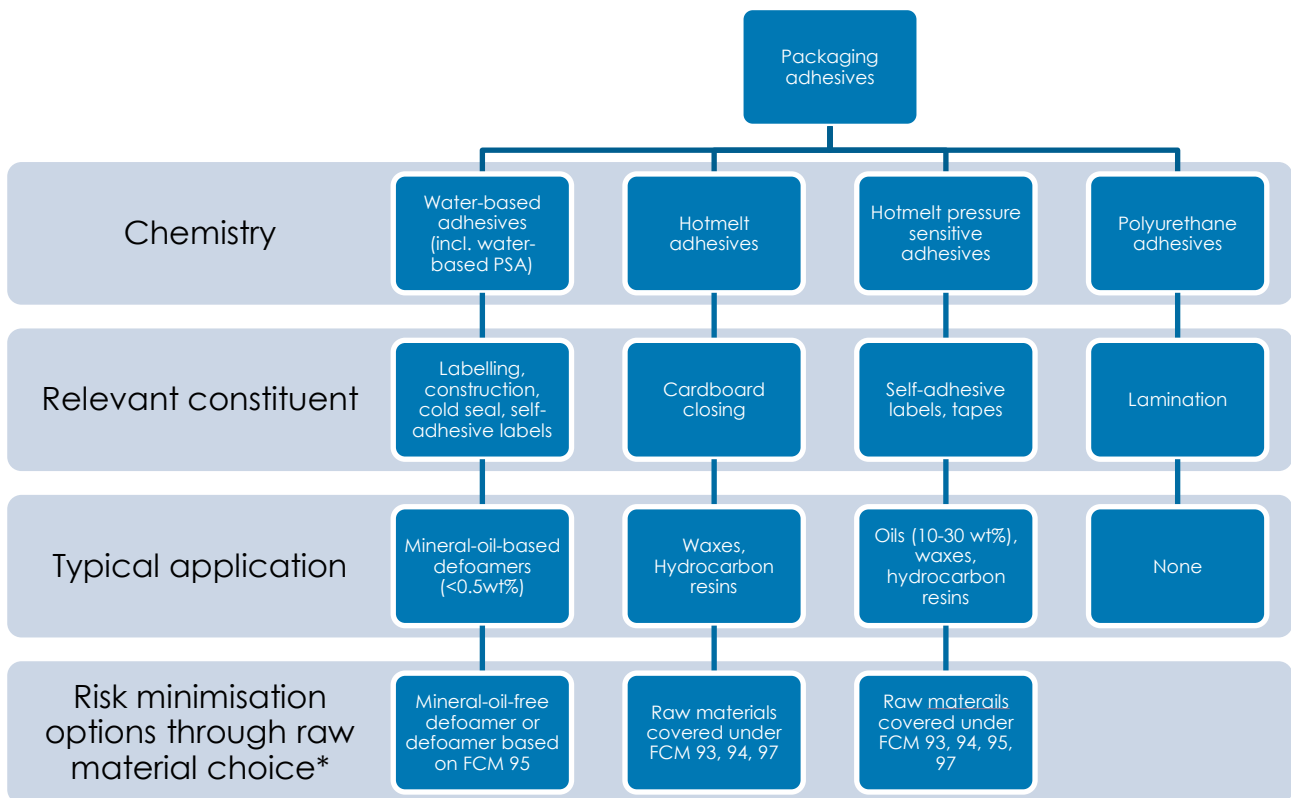 Packaging
adhesives
Chemistry
Water-based
adhesives
(incl. water-
based PSA)
Hotmelt
adhesives
Hotmelt pressure
sensitive
adhesives
Polyurethane
adhesives
Relevant constituent
Labelling,
construction,
cold seal, self-
adhesive labels
Cardboard
closing
Self-adhesive
labels, tapes
Lamination
Typical application
Mineral-oil-based
defoamers
(<0.5wt%)
Waxes,
Hydrocarbon
resins
Oils (10-30 wt%),
waxes,
hydrocarbon
resins
None
Risk minimisation
options through raw
material choice*
Mineral-oil-free
defoamer or
defoamer based
on FCM 95
Raw materials
covered under
FCM 93, 94, 97
Raw materails
covered under
FCM 93, 94, 95,
97